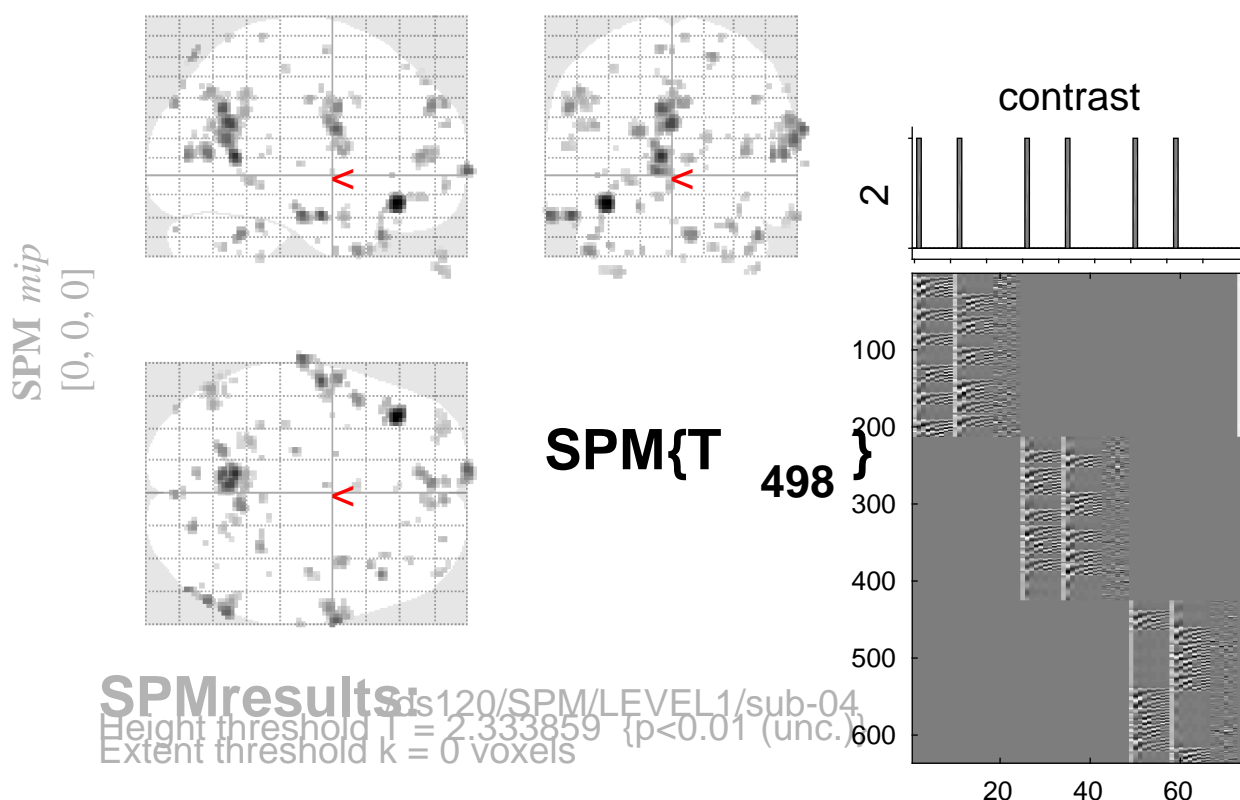 contrast
2
SPM mip
[0, 0, 0]
<
<
<
SPM{T498}
100
200
300
400
500
600
20
40
60
SPMresults: /ds120/SPM/LEVEL1/sub-04
Height threshold T = 2.333859 {p<0.01 (unc.)}
Extent threshold k = 0 voxels